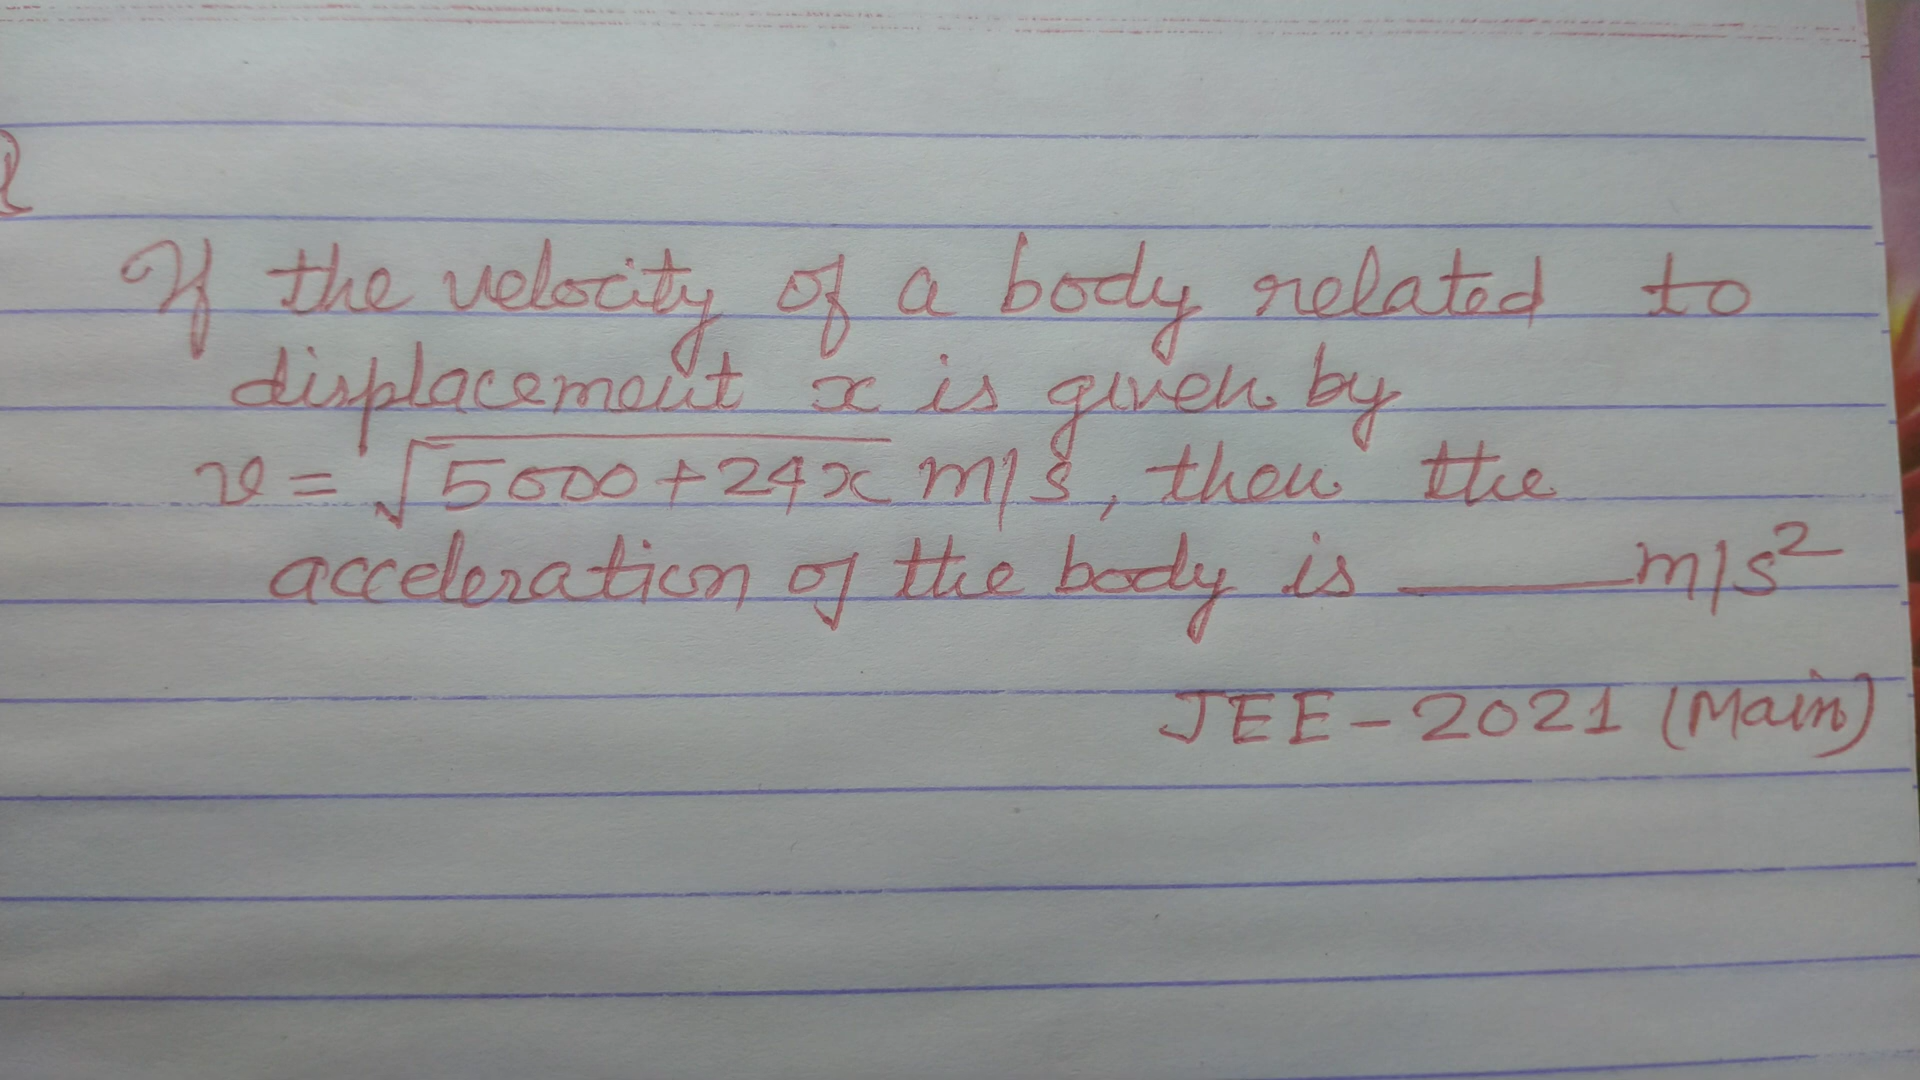 If the velocity of a body related to
displacement x is given by
v = √5000+24x m/s, then the
acceleration of the body is ____ m/s²
JEE-2021 (Main)